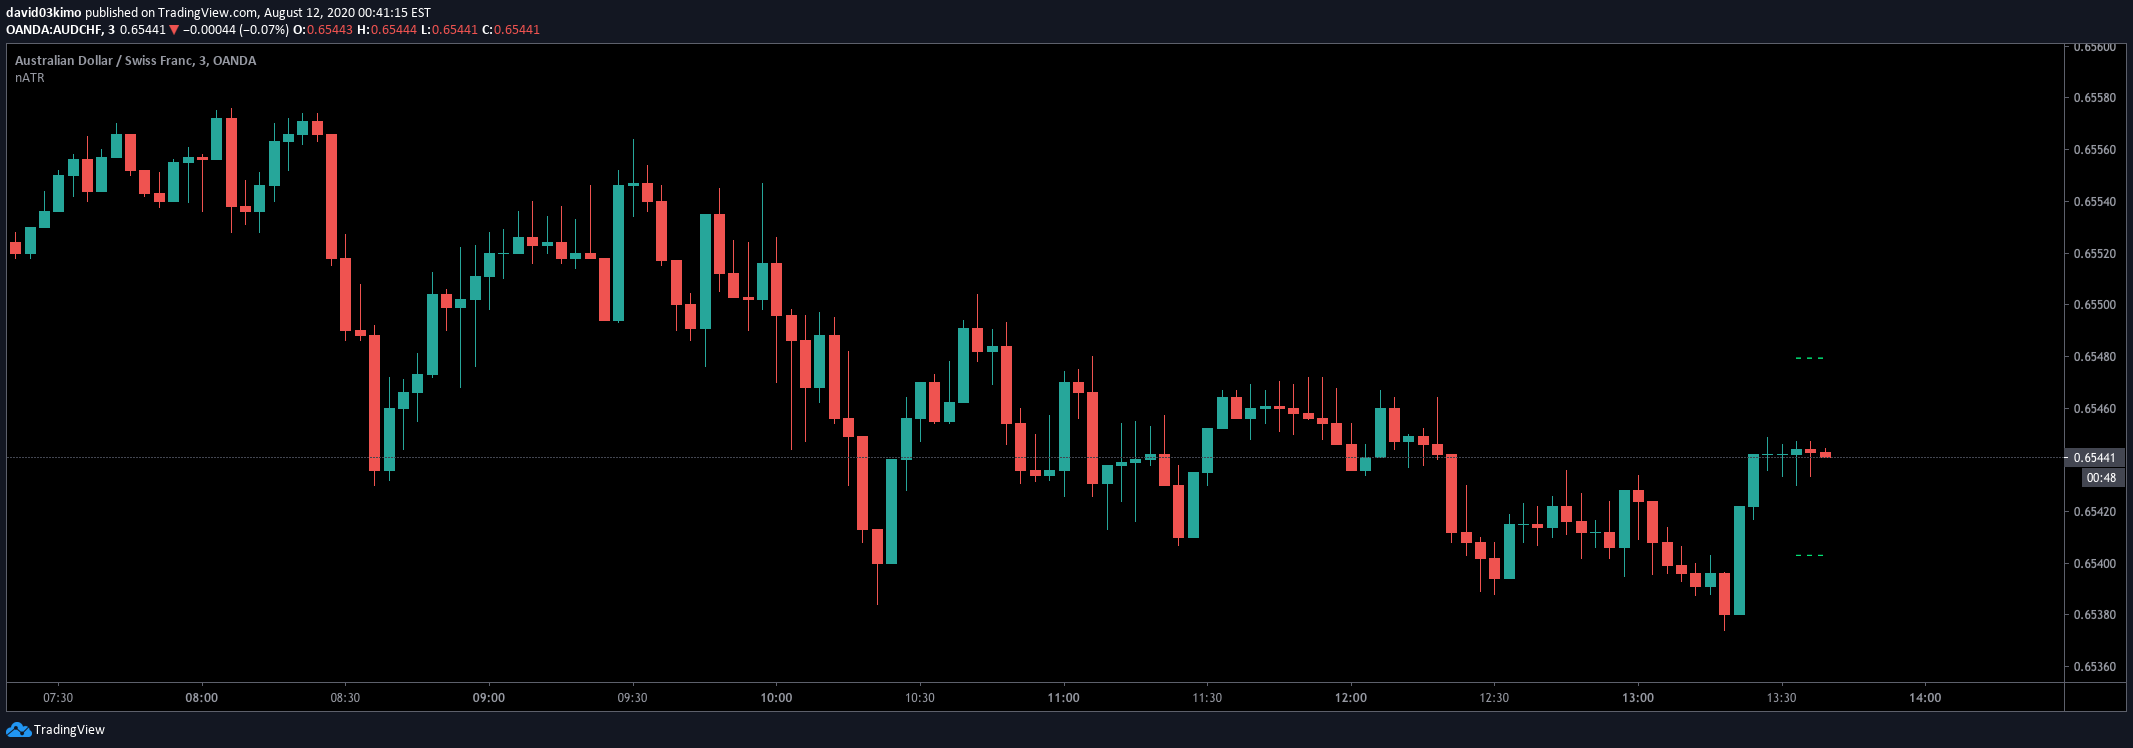 david03kimo published on TradingView.com, August 12, 2020 00:41:15 EST
OANDA:AUDCHF, 3 0.65441 ▼ −0.00044 (−0.07%) O:0.65443 H:0.65444 L:0.65441 C:0.65441
Australian Dollar / Swiss Franc, 3, OANDA
nATR
0.65600
0.65580
0.65560
0.65540
0.65520
0.65500
0.65480
0.65460
0.65441
00:48
0.65420
0.65400
0.65380
0.65360
07:30 08:00 08:30 09:00 09:30 10:00 10:30 11:00 11:30 12:00 12:30 13:00 13:30 14:00
TradingView